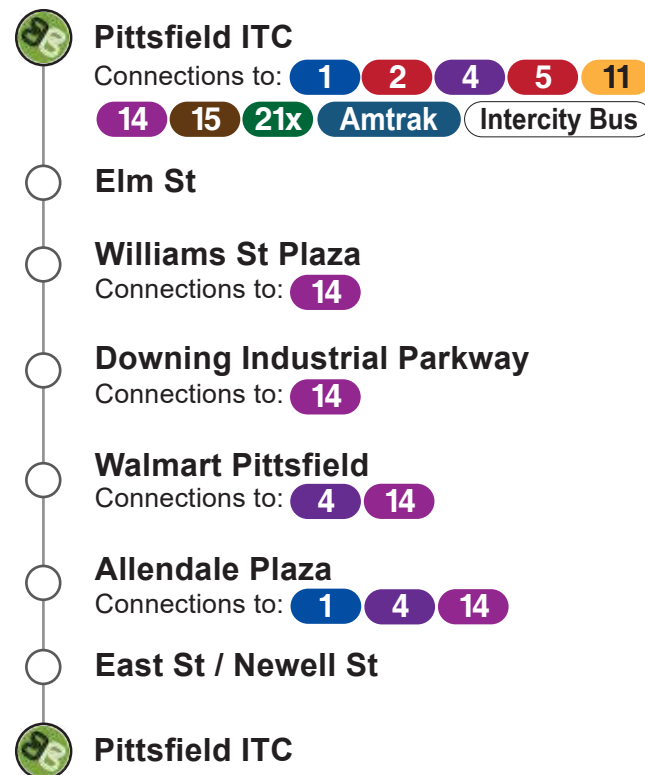 Pittsfield ITC
Connections to: 1 2 4 5 11
14 15 21x Amtrak Intercity Bus
Elm St
Williams St Plaza
Connections to: 14
Downing Industrial Parkway
Connections to: 14
Walmart Pittsfield
Connections to: 4 14
Allendale Plaza
Connections to: 1 4 14
East St / Newell St
Pittsfield ITC